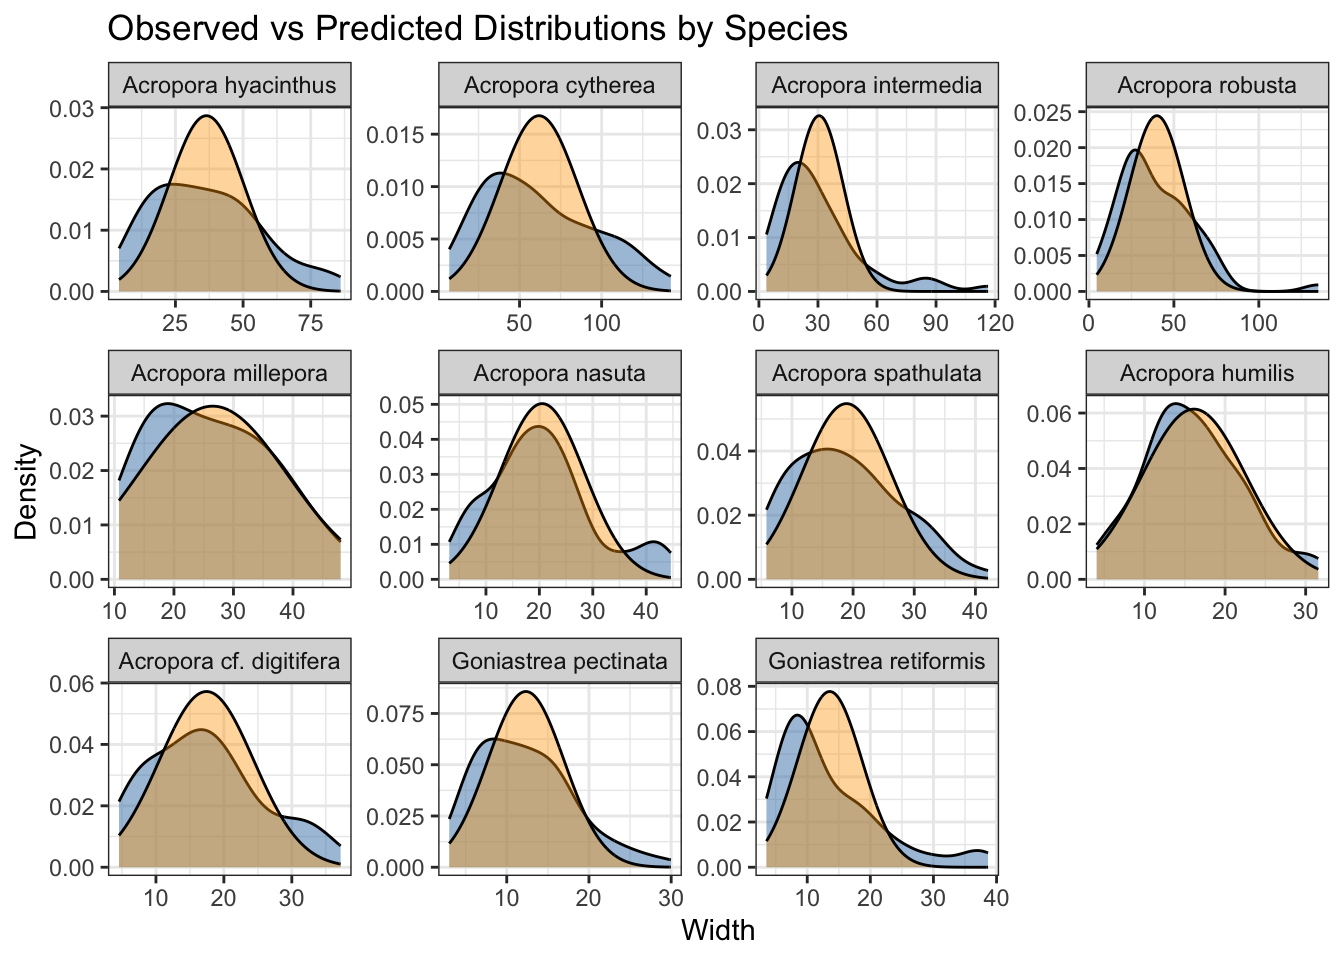 Observed vs Predicted Distributions by Species
Acropora hyacinthus
Acropora cytherea
Acropora intermedia
Acropora robusta
0.03
0.02
0.01
0.00
25 50 75
0.015
0.010
0.005
0.000
50 100
0.03
0.02
0.01
0.00
0 30 60 90 120
0.025
0.020
0.015
0.010
0.005
0.000
0 50 100
Acropora millepora
Acropora nasuta
Acropora spathulata
Acropora humilis
0.03
0.02
0.01
0.00
10 20 30 40
0.05
0.04
0.03
0.02
0.01
0.00
10 20 30 40
0.04
0.02
0.00
10 20 30 40
0.06
0.04
0.02
0.00
10 20 30
Density
Acropora cf. digitifera
Goniastrea pectinata
Goniastrea retiformis
0.06
0.04
0.02
0.00
10 20 30
0.075
0.050
0.025
0.000
10 20 30
0.08
0.06
0.04
0.02
0.00
10 20 30 40
Width